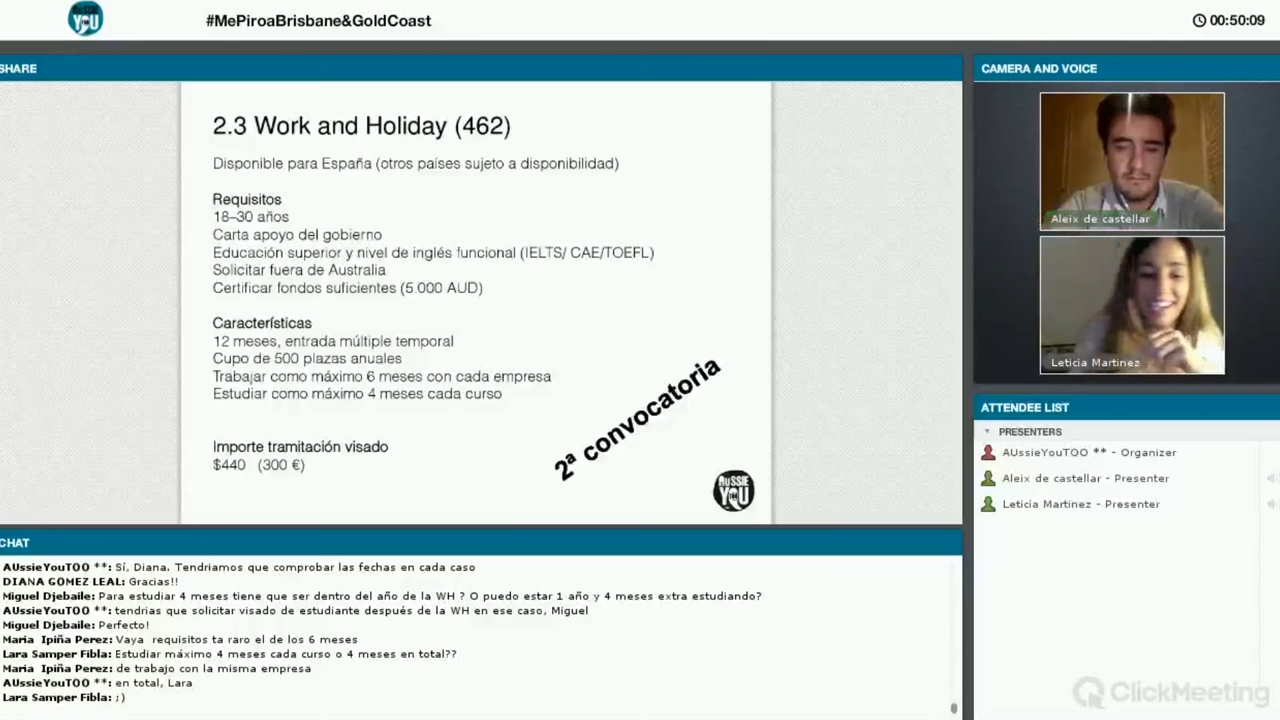 AUSSIE
YOU
#MePiroaBrisbane&GoldCoast
00:50:09
SHARE
2.3 Work and Holiday (462)
Disponible para España (otros países sujeto a disponibilidad)
Requisitos
18–30 años
Carta apoyo del gobierno
Educación superior y nivel de inglés funcional (IELTS/ CAE/TOEFL)
Solicitar fuera de Australia
Certificar fondos suficientes (5.000 AUD)
Características
12 meses, entrada múltiple temporal
Cupo de 500 plazas anuales
Trabajar como máximo 6 meses con cada empresa
Estudiar como máximo 4 meses cada curso
Importe tramitación visado
$440 (300 €)
2ª convocatoria
AUSSIE
YOU
CAMERA AND VOICE
Aleix de castellar
Leticia Martinez
ATTENDEE LIST
PRESENTERS
AUssieYouTOO ** - Organizer
Aleix de castellar - Presenter
Leticia Martinez - Presenter
CHAT
AUssieYouTOO **: Sí, Diana. Tendriamos que comprobar las fechas en cada caso
DIANA GOMEZ LEAL: Gracias!!
Miguel Djebaile: Para estudiar 4 meses tiene que ser dentro del año de la WH ? O puedo estar 1 año y 4 meses extra estudiando?
AUssieYouTOO **: tendrias que solicitar visado de estudiante después de la WH en ese caso, Miguel
Miguel Djebaile: Perfecto!
Maria Ipiña Perez: Vaya requisitos ta raro el de los 6 meses
Lara Samper Fibla: Estudiar máximo 4 meses cada curso o 4 meses en total??
Maria Ipiña Perez: de trabajo con la misma empresa
AUssieYouTOO **: en total, Lara
Lara Samper Fibla: ;)
ClickMeeting